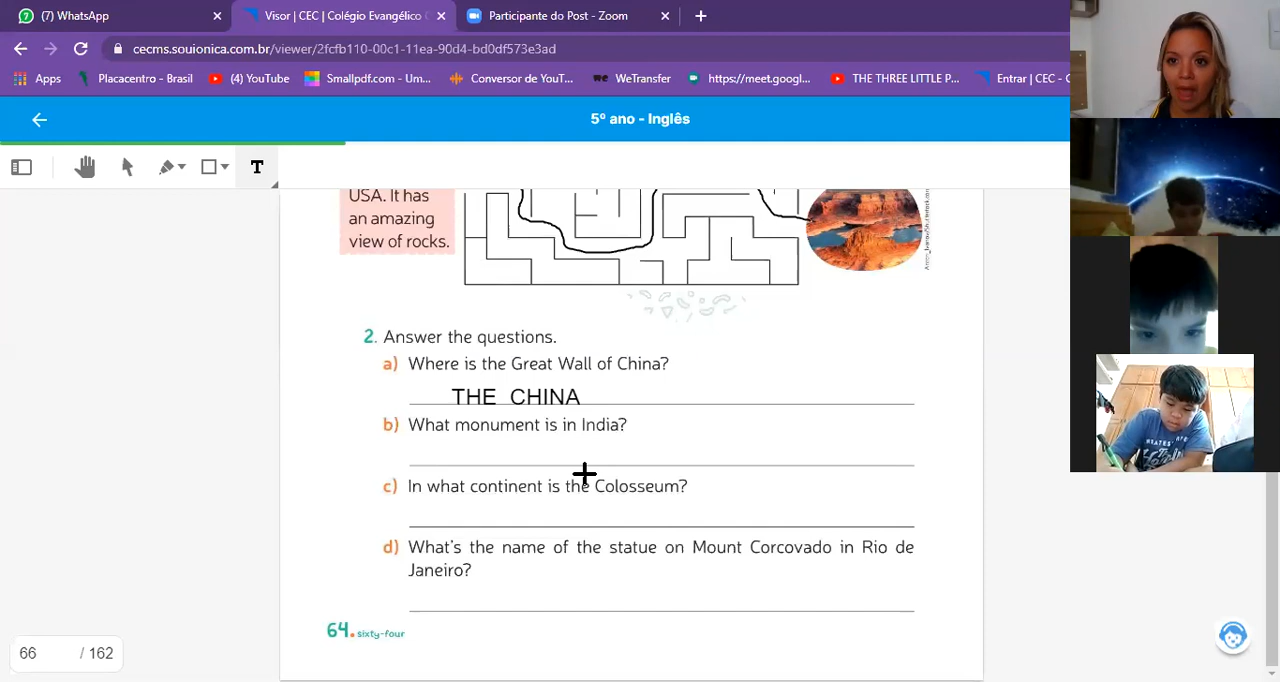 (7) WhatsApp
Visor | CEC | Colégio Evangélico
Participante do Post - Zoom
cecms.souionica.com.br/viewer/2fcfb110-00c1-11ea-90d4-bd0df573e3ad
Apps
Placacentro - Brasil
(4) YouTube
Smallpdf.com - Um...
Conversor de YouT...
WeTransfer
https://meet.googl...
THE THREE LITTLE P...
Entrar | CEC - C
5º ano - Inglês
T
USA. It has
an amazing
view of rocks.
2. Answer the questions.
a) Where is the Great Wall of China?
THE CHINA
b) What monument is in India?
c) In what continent is the Colosseum?
d) What's the name of the statue on Mount Corcovado in Rio de
Janeiro?
64. sixty-four
66 / 162